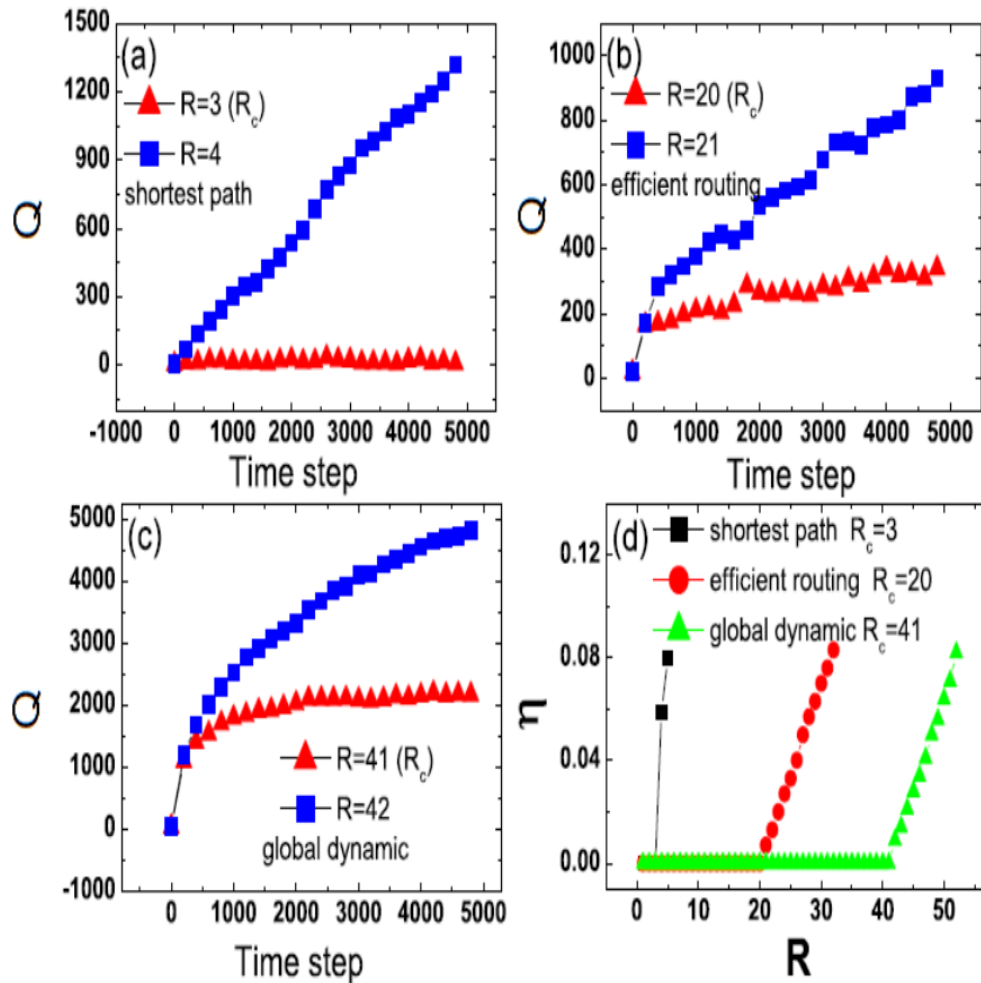 (a)
R=3 (Rc)
R=4
shortest path
Q
1500
1200
900
600
300
0
-1000 0 1000 2000 3000 4000 5000
Time step
(b)
R=20 (Rc)
R=21
efficient routing
Q
1000
800
600
400
200
0
0 1000 2000 3000 4000 5000
Time step
(c)
R=41 (Rc)
R=42
global dynamic
Q
5000
4000
3000
2000
1000
0
-1000
0 1000 2000 3000 4000 5000
Time step
(d)
shortest path Rc=3
efficient routing Rc=20
global dynamic Rc=41
η
0.12
0.08
0.04
0.00
0 10 20 30 40 50
R